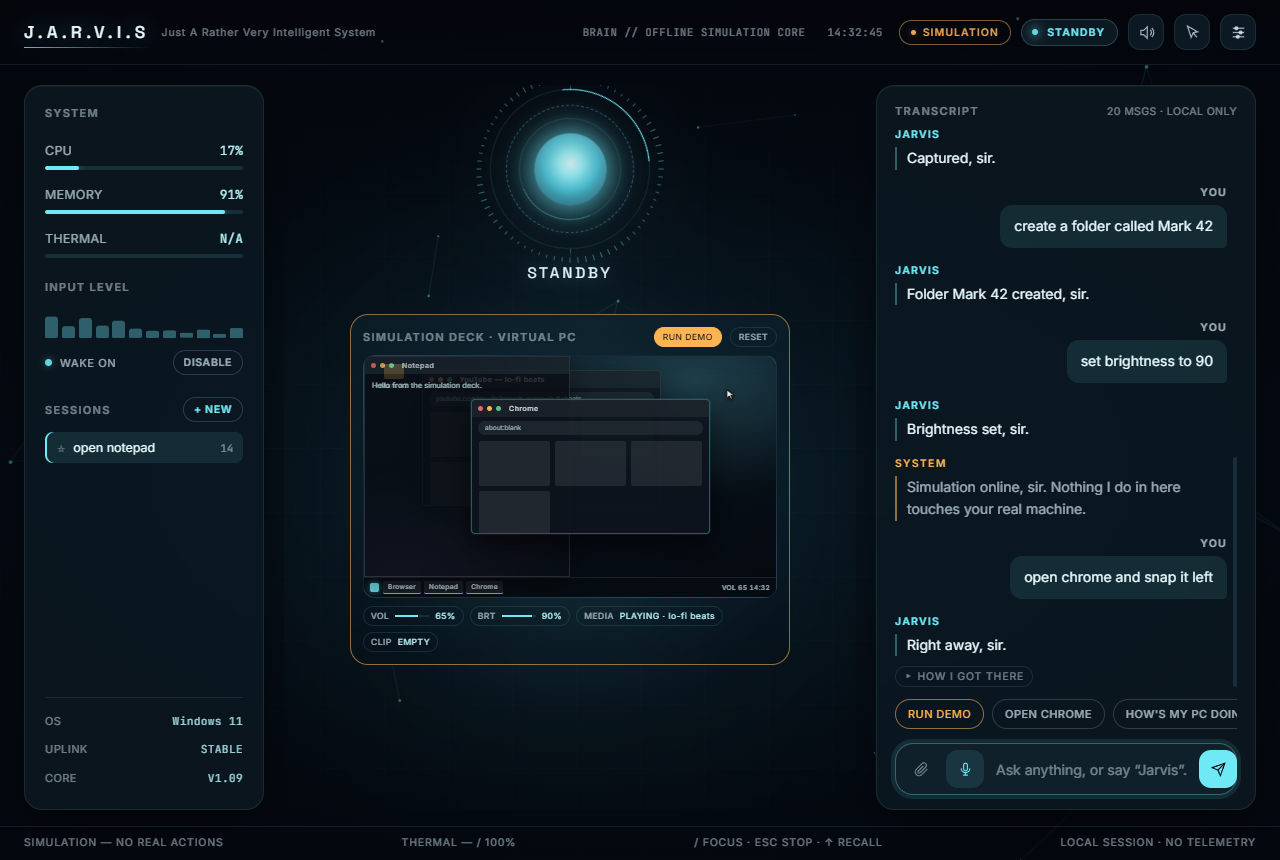 J.A.R.V.I.S
Just A Rather Very Intelligent System
BRAIN // OFFLINE SIMULATION CORE
14:32:45
SIMULATION
STANDBY
SYSTEM
CPU 17%
MEMORY 91%
THERMAL N/A
INPUT LEVEL
WAKE ON
DISABLE
SESSIONS
+ NEW
☆ open notepad 14
OS Windows 11
UPLINK STABLE
CORE V1.09
STANDBY
SIMULATION DECK · VIRTUAL PC
RUN DEMO
RESET
Notepad
Hello from the simulation deck.
YouTube — lo-fi beats
Chrome
about:blank
Browser
Notepad
Chrome
VOL 65 14:32
VOL 65%
BRT 90%
MEDIA PLAYING · lo-fi beats
CLIP EMPTY
TRANSCRIPT
20 MSGS · LOCAL ONLY
JARVIS
Captured, sir.
YOU
create a folder called Mark 42
JARVIS
Folder Mark 42 created, sir.
YOU
set brightness to 90
JARVIS
Brightness set, sir.
SYSTEM
Simulation online, sir. Nothing I do in here
touches your real machine.
YOU
open chrome and snap it left
JARVIS
Right away, sir.
HOW I GOT THERE
RUN DEMO
OPEN CHROME
HOW'S MY PC DOIN
Ask anything, or say “Jarvis”.
SIMULATION — NO REAL ACTIONS
THERMAL — / 100%
/ FOCUS · ESC STOP · ↑ RECALL
LOCAL SESSION · NO TELEMETRY